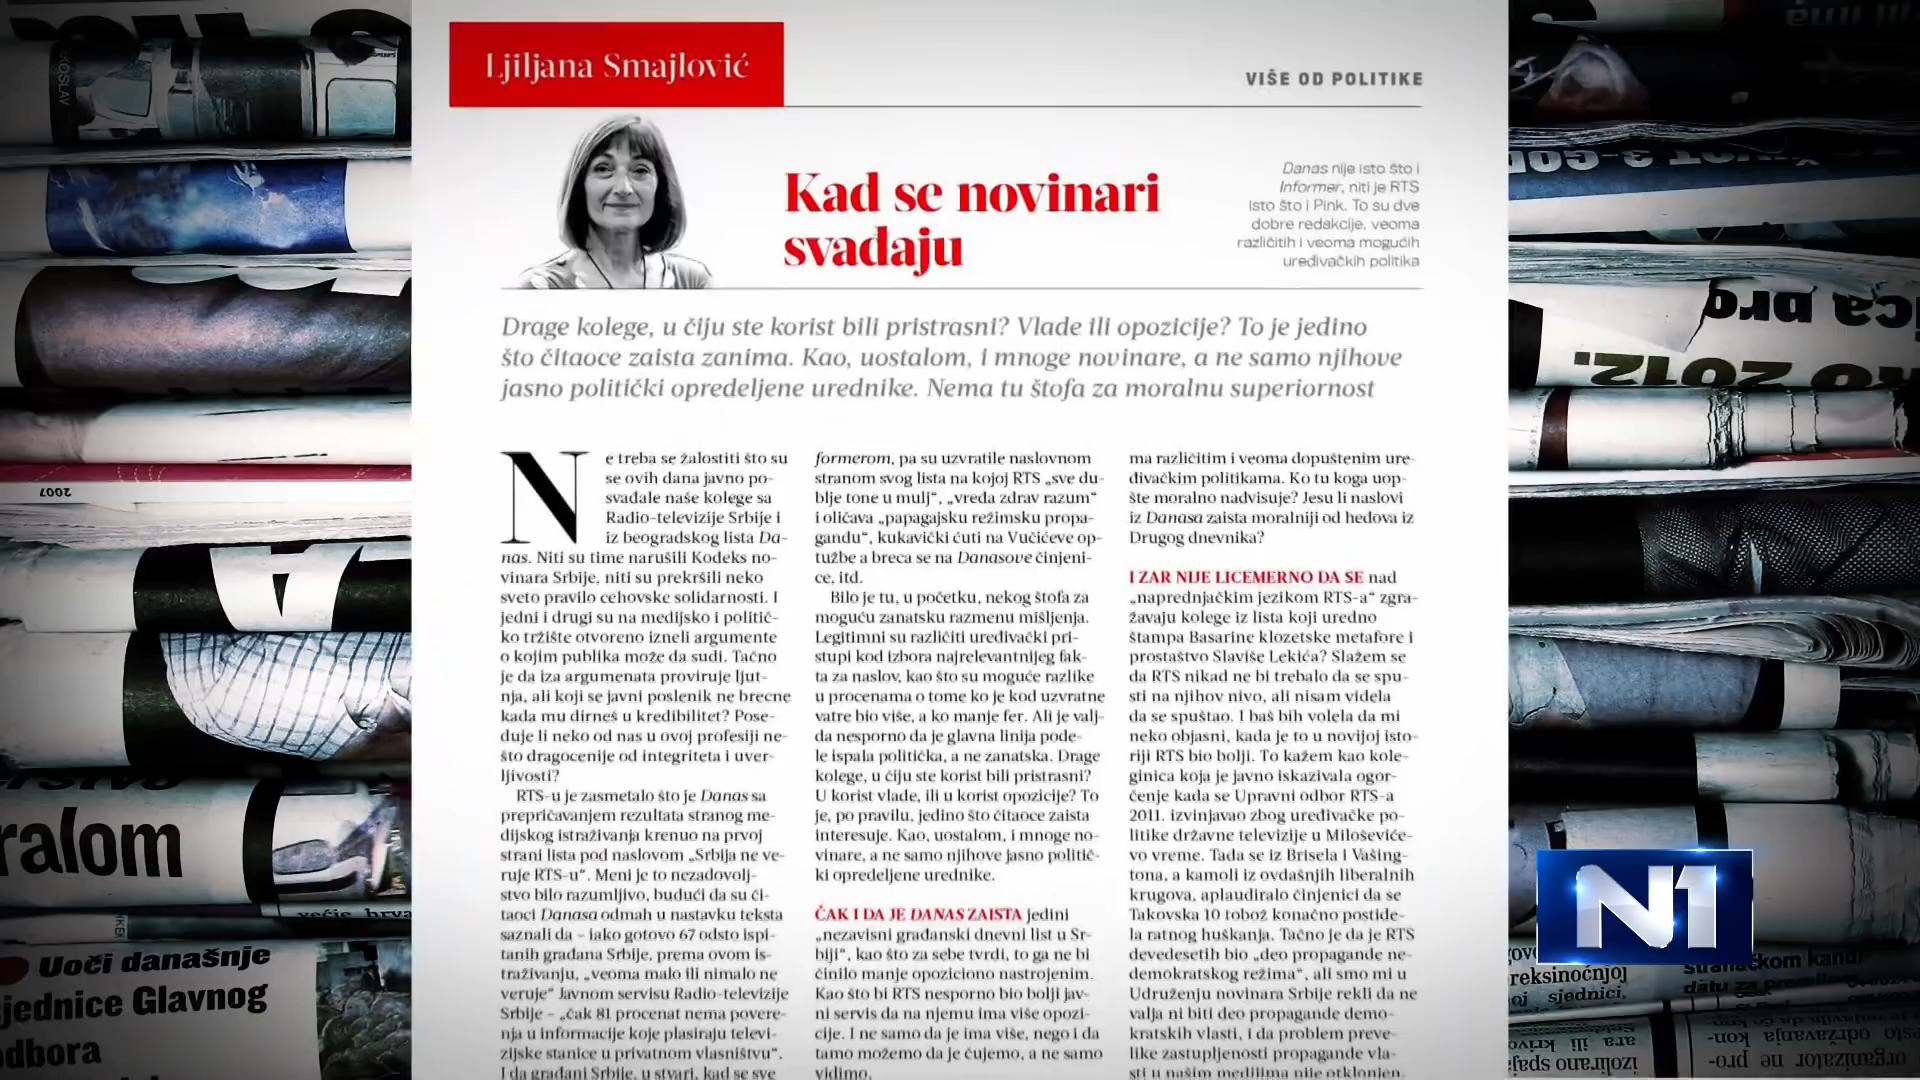 Ljiljana Smajlović
VIŠE OD POLITIKE
Kad se novinari
svađaju
Danas nije isto što i
Informer, niti je RTS
isto što i Pink. To su dve
dobre redakcije, veoma
različitih i veoma mogućih
uređivačkih politika
Drage kolege, u čiju ste korist bili pristrasni? Vlade ili opozicije? To je jedino
što čitaoce zaista zanima. Kao, uostalom, i mnoge novinare, a ne samo njihove
jasno politički opredeljene urednike. Nema tu štofa za moralnu superiornost
Ne treba se žalostiti što su
se ovih dana javno po-
svađale naše kolege sa
Radio-televizije Srbije i
iz beogradskog lista Da-
nas. Niti su time narušili Kodeks no-
vinara Srbije, niti su prekršili neko
sveto pravilo cehovske solidarnosti. I
jedni i drugi su na medijsko i politič-
ko tržište otvoreno izneli argumente
o kojim publika može da sudi. Tačno
je da iza argumenata proviruje ljut-
nja, ali koji se javni poslenik ne brecne
kada mu dirneš u kredibilitet? Pose-
duje li neko od nas u ovoj profesiji ne-
što dragocenije od integriteta i uver-
ljivosti?
RTS-u je zasmetalo što je Danas sa
prepričavanjem rezultata stranog me-
dijskog istraživanja krenuo na prvoj
strani lista pod naslovom „Srbija ne ve-
ruje RTS-u“. Meni je to nezadovolj-
stvo bilo razumljivo, budući da su či-
taoci Danasa odmah u nastavku teksta
saznali da – iako gotovo 67 odsto ispi-
tanih građana Srbije, prema ovom is-
traživanju, „veoma malo ili nimalo ne
veruje“ Javnom servisu Radio-televizije
Srbije – „čak 81 procenat nema povere-
nja u informacije koje plasiraju televi-
zijske stanice u privatnom vlasništvu“.
I da građani Srbije, u stvari, kad se sve
formerom, pa su uzvratile naslovnom
stranom svog lista na kojoj RTS „sve du-
blje tone u mulj“, „vređa zdrav razum“
i oličava „papagajsku režimsku propa-
gandu“, kukavički ćuti na Vučićeve op-
tužbe a breca se na Danasove činjeni-
ce, itd.
Bilo je tu, u početku, nekog štofa za
moguću zanatsku razmenu mišljenja.
Legitimni su različiti uređivački pri-
stupi kod izbora najrelevantnijeg fak-
ta za naslov, kao što su moguće razlike
u procenama o tome ko je kod uzvratne
vatre bio više, a ko manje fer. Ali je valj-
da nesporno da je glavna linija pode-
le ispala politička, a ne zanatska. Drage
kolege, u čiju ste korist bili pristrasni?
U korist vlade, ili u korist opozicije? To
je, po pravilu, jedino što čitaoce zaista
interesuje. Kao, uostalom, i mnoge no-
vinare, a ne samo njihove jasno politič-
ki opredeljene urednike.
ČAK I DA JE DANAS ZAISTA jedini
„nezavisni građanski dnevni list u Sr-
biji“, kao što za sebe tvrdi, to ga ne bi
činilo manje opoziciono nastrojenim.
Kao što bi RTS nesporno bio bolji jav-
ni servis da na njemu ima više opozi-
cije. I ne samo da je ima više, nego i da
tamo možemo da je čujemo, a ne samo
vidimo.
ma različitim i veoma dopuštenim ure-
đivačkim politikama. Ko tu koga uop-
šte moralno nadvisuje? Jesu li naslovi
iz Danasa zaista moralniji od hedova iz
Drugog dnevnika?
I ZAR NIJE LICEMERNO DA SE nad
„naprednjačkim jezikom RTS-a“ zgra-
žavaju kolege iz lista koji uredno
štampa Basarine klozetske metafore i
prostaštvo Slaviše Lekića? Slažem se
da RTS nikad ne bi trebalo da se spu-
sti na njihov nivo, ali nisam videla
da se spuštao. I baš bih volela da mi
neko objasni, kada je to u novijoj isto-
riji RTS bio bolji. To kažem kao kole-
ginica koja je javno iskazivala ogor-
čenje kada se Upravni odbor RTS-a
2011. izvinjavao zbog uređivačke po-
litike državne televizije u Miloševiće-
vo vreme. Tada se iz Brisela i Vašing-
tona, a kamoli iz ovdašnjih liberalnih
krugova, aplaudiralo činjenici da se
Takovska 10 tobož konačno postide-
la ratnog huškanja. Tačno je da je RTS
devedesetih bio „deo propagande ne-
demokratskog režima“, ali smo mi u
Udruženju novinara Srbije rekli da ne
valja ni biti deo propagande demo-
kratskih vlasti, i da problem preve-
like zastupljenosti propagande vla-
sti u našim medijima nije otklonjen.
N1
2007
ralom
Uoči današnje
sjednice Glavnog
odbora
2012.